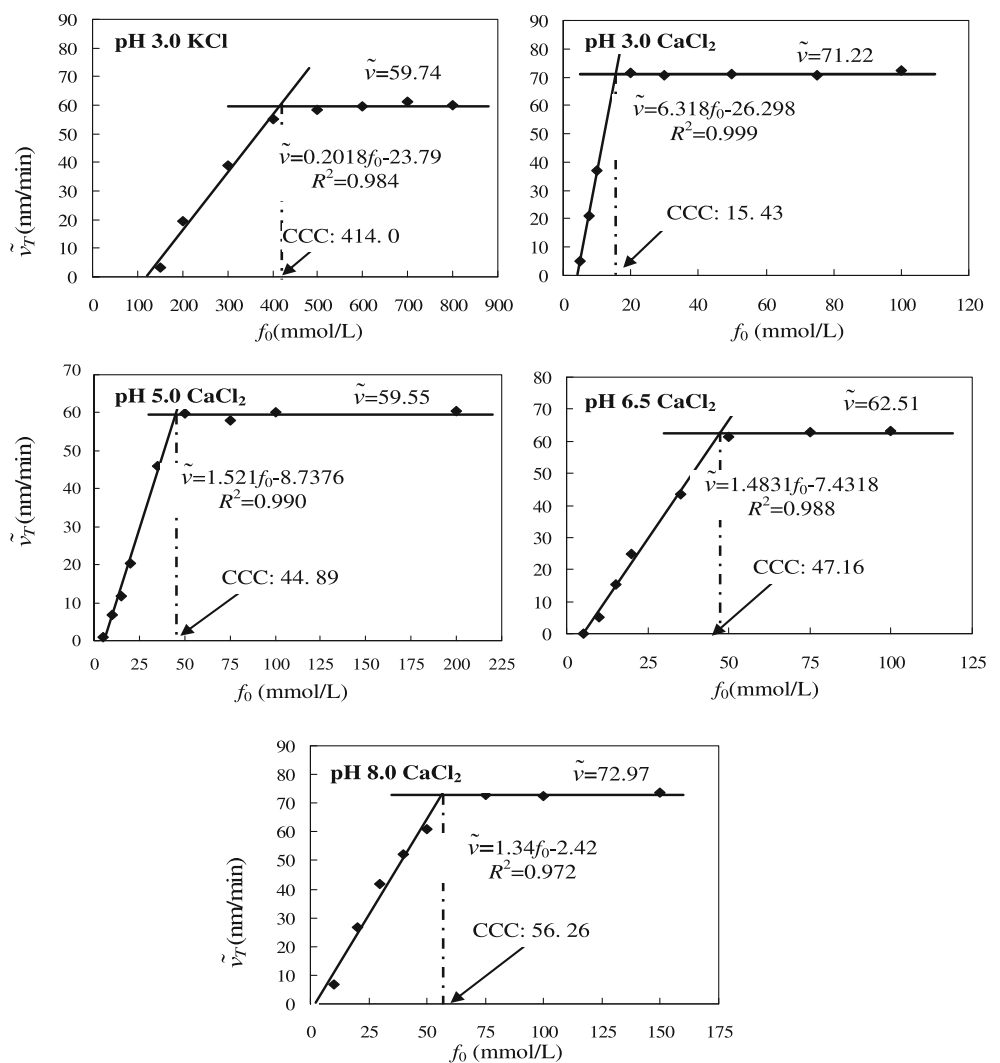 pH 3.0 KCl
ṽ=59.74
ṽ=0.2018f₀-23.79
R²=0.984
CCC: 414. 0
90
80
70
60
50
40
30
20
10
0
0 100 200 300 400 500 600 700 800 900
f₀(mmol/L)
ṽ_T(nm/min)
pH 3.0 CaCl₂
ṽ=71.22
ṽ=6.318f₀-26.298
R²=0.999
CCC: 15. 43
90
80
70
60
50
40
30
20
10
0
0 20 40 60 80 100 120
f₀ (mmol/L)
pH 5.0 CaCl₂
ṽ=59.55
ṽ=1.521f₀-8.7376
R²=0.990
CCC: 44. 89
70
60
50
40
30
20
10
0
0 25 50 75 100 125 150 175 200 225
f₀ (mmol/L)
ṽ_T(nm/min)
pH 6.5 CaCl₂
ṽ=62.51
ṽ=1.4831f₀-7.4318
R²=0.988
CCC: 47.16
80
70
60
50
40
30
20
10
0
0 25 50 75 100 125
f₀(mmol/L)
pH 8.0 CaCl₂
ṽ=72.97
ṽ=1.34f₀-2.42
R²=0.972
CCC: 56. 26
90
80
70
60
50
40
30
20
10
0
0 25 50 75 100 125 150 175
f₀ (mmol/L)
ṽ_T(nm/min)